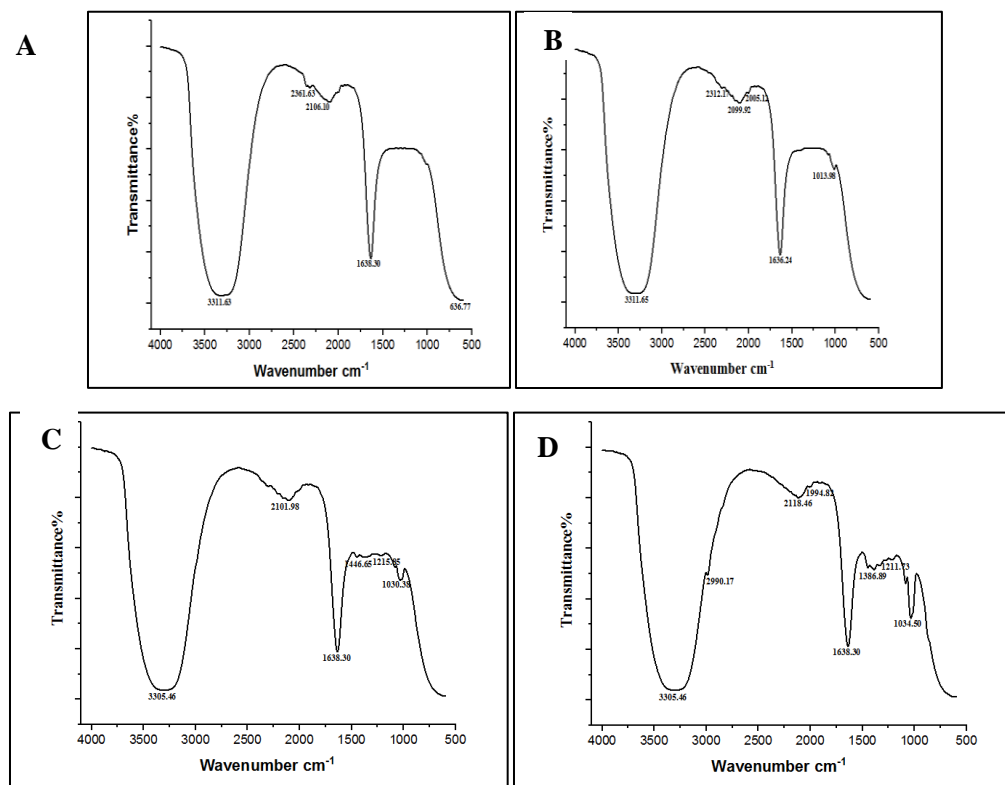 A
Transmittance%
2361.63
2106.10
1638.30
3311.63
636.77
4000 3500 3000 2500 2000 1500 1000 500
Wavenumber cm-1
B
Transmittance%
2312.17
2005.12
2099.92
1013.98
1636.24
3311.65
4000 3500 3000 2500 2000 1500 1000 500
Wavenumber cm-1
C
Transmittance%
2101.98
1446.65
1215.85
1030.38
1638.30
3305.46
4000 3500 3000 2500 2000 1500 1000 500
Wavenumber cm-1
D
Transmittance%
1994.82
2118.46
2990.17
1386.89
1211.73
1034.50
1638.30
3305.46
4000 3500 3000 2500 2000 1500 1000 500
Wavenumber cm-1